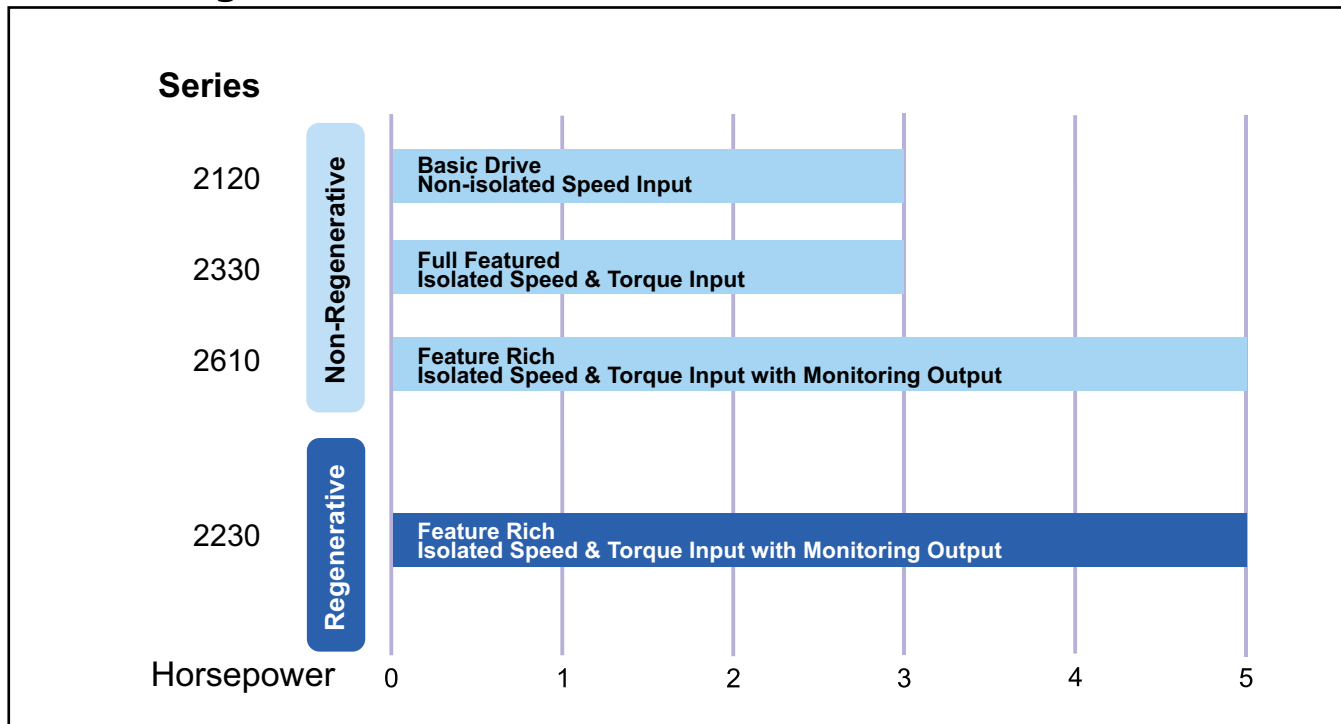 Series
2120
Basic Drive
Non-isolated Speed Input
2330
Full Featured
Isolated Speed & Torque Input
2610
Feature Rich
Isolated Speed & Torque Input with Monitoring Output
Non-Regenerative
2230
Feature Rich
Isolated Speed & Torque Input with Monitoring Output
Regenerative
Horsepower 0 1 2 3 4 5